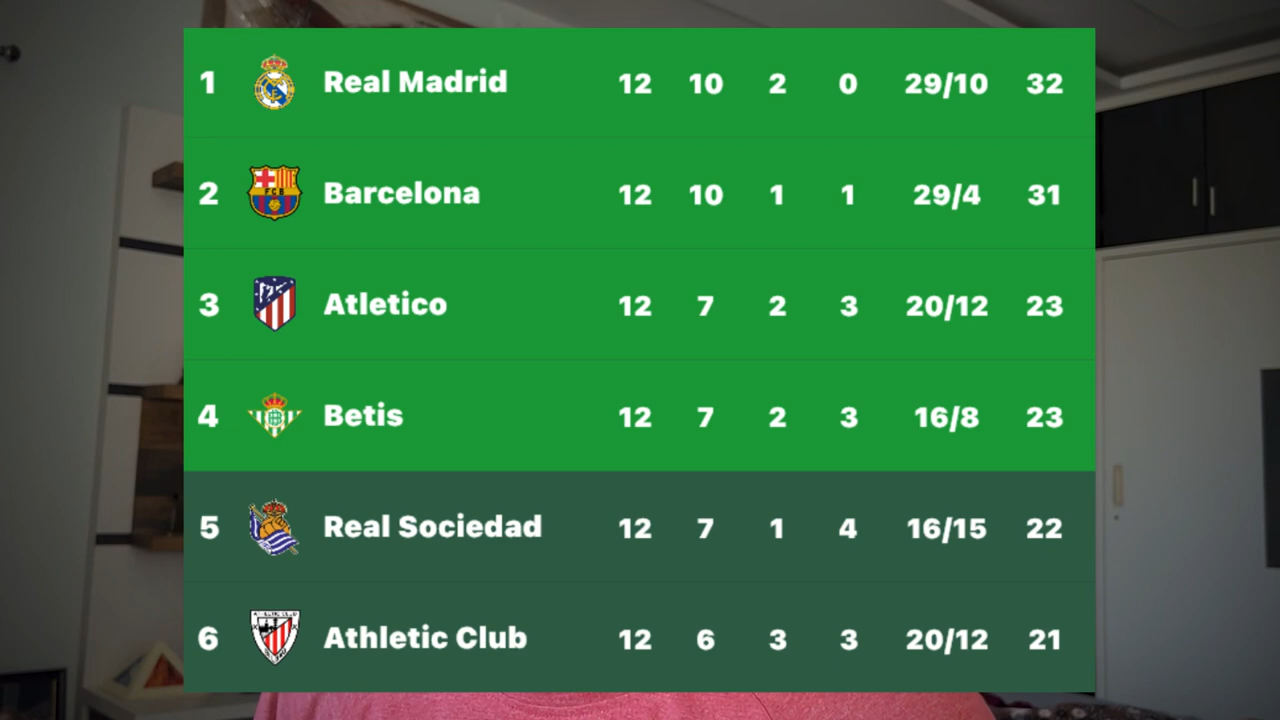 1 Real Madrid 12 10 2 0 29/10 32
2 FCB Barcelona 12 10 1 1 29/4 31
3 Atletico 12 7 2 3 20/12 23
4 Betis 12 7 2 3 16/8 23
5 Real Sociedad 12 7 1 4 16/15 22
6 Athletic Club 12 6 3 3 20/12 21